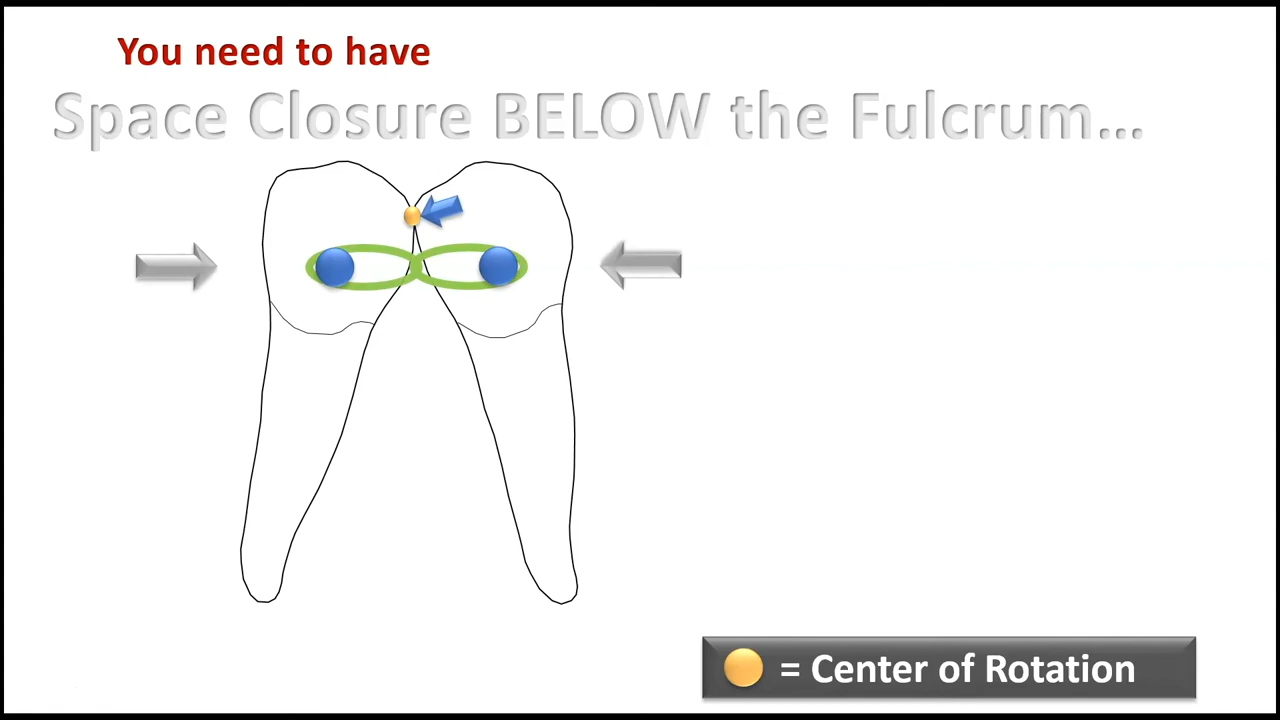 You need to have
Space Closure BELOW the Fulcrum...
= Center of Rotation